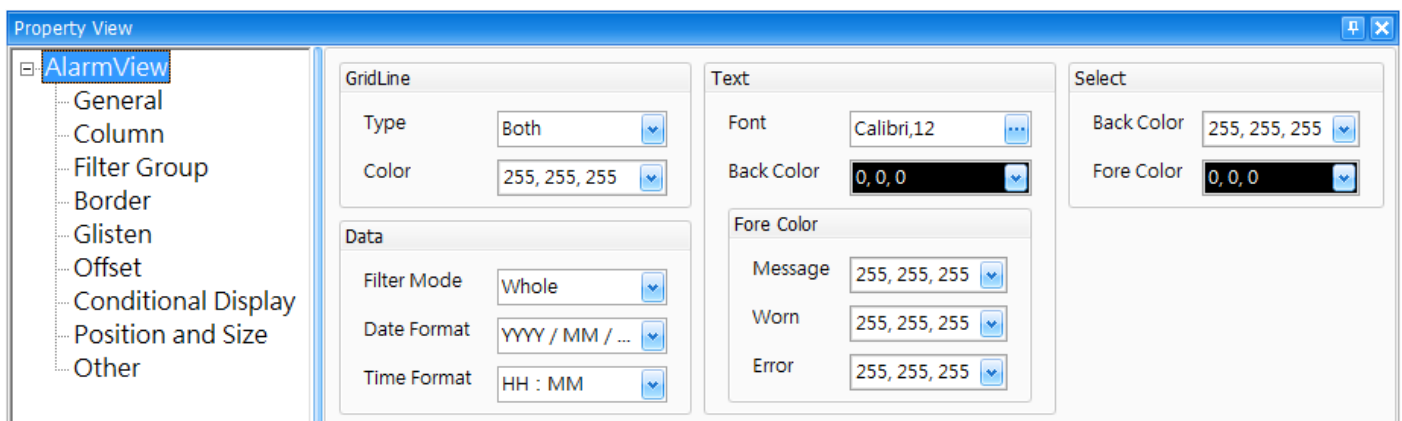 Property View
AlarmView
General
Column
Filter Group
Border
Glisten
Offset
Conditional Display
Position and Size
Other
GridLine
Type Both
Color 255, 255, 255
Data
Filter Mode Whole
Date Format YYYY / MM / ...
Time Format HH : MM
Text
Font Calibri,12 ...
Back Color 0, 0, 0
Fore Color
Message 255, 255, 255
Worn 255, 255, 255
Error 255, 255, 255
Select
Back Color 255, 255, 255
Fore Color 0, 0, 0